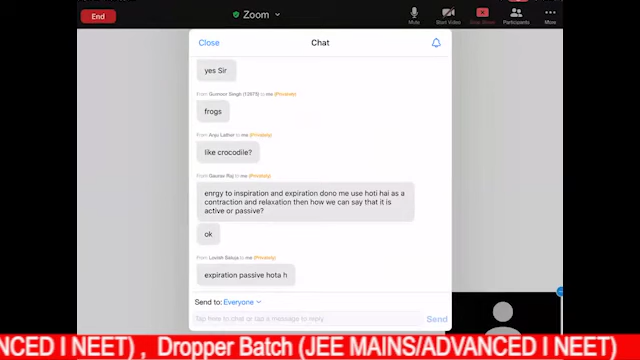 End
Zoom
Mute
Start Video
Stop Share
Participants
More
Close
Chat
yes Sir
From Gurnoor Singh (12879) to me (Privately)
frogs
From Anju Lather to me (Privately)
like crocodile?
From Gaurav Raj to me (Privately)
enrgy to inspiration and expiration dono me use hoti hai as a
contraction and relaxation then how we can say that it is
active or passive?
ok
From Lovish Saluja to me (Privately)
expiration passive hota h
Send to: Everyone
Tap here to chat or tap a message to reply
Send
NCED I NEET) , Dropper Batch (JEE MAINS/ADVANCED I NEET)